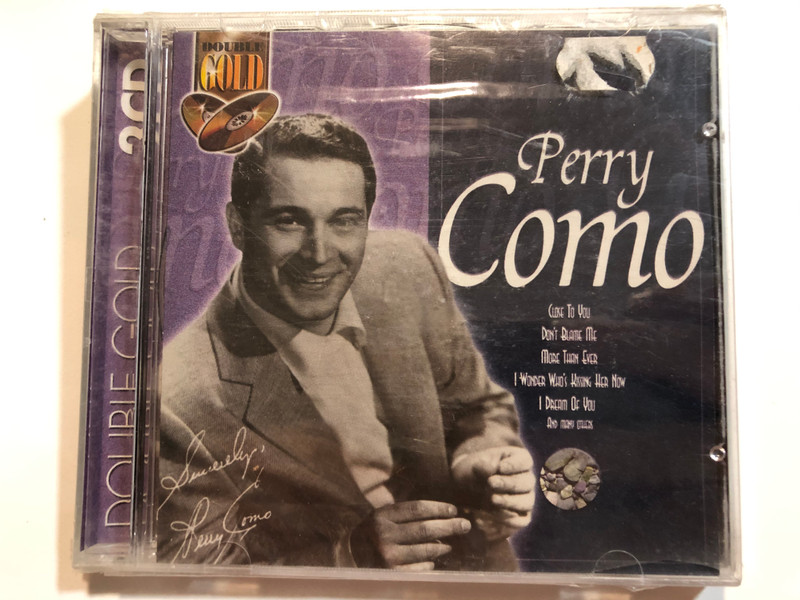 DOUBLE GOLD
2CD
DOUBLE
GOLD
Perry
Como
Close To You
Don't Blame Me
More Than Ever
I Wonder Who's Kissing Her Now
I Dream Of You
And many others
Sincerely,
Perry Como